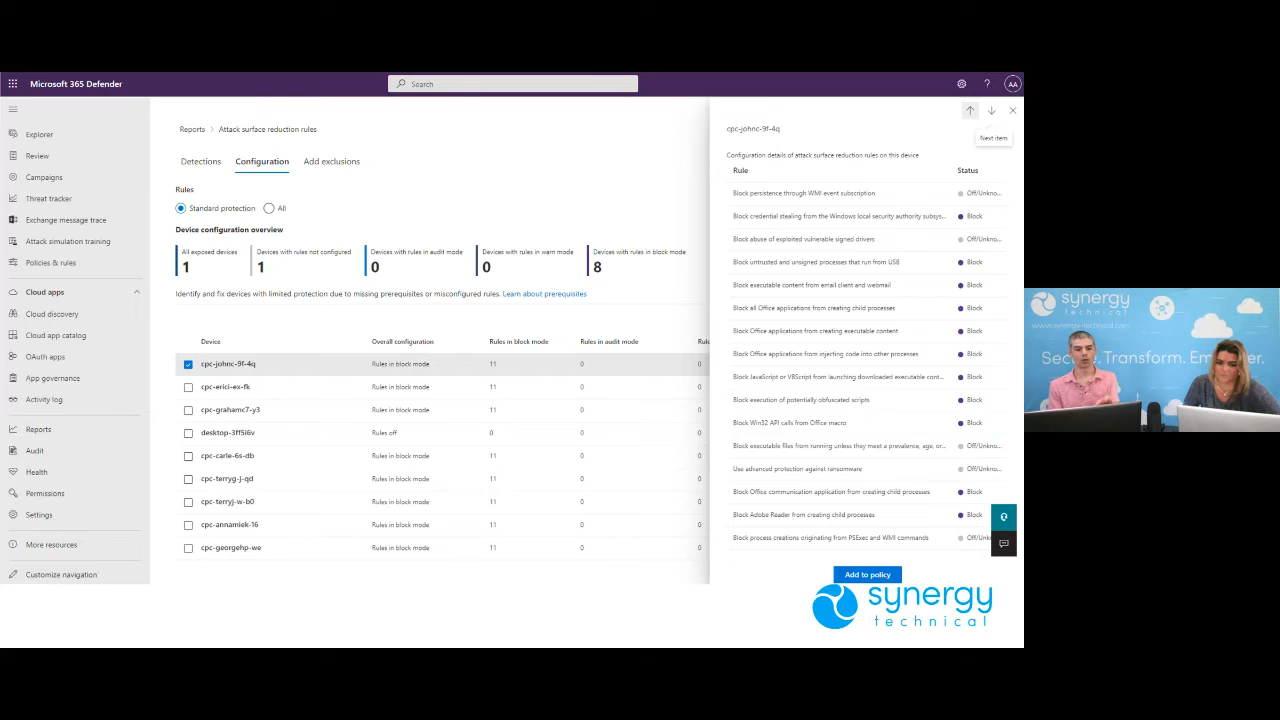 Microsoft 365 Defender
Search
AA
Explorer
Review
Campaigns
Threat tracker
Exchange message trace
Attack simulation training
Policies & rules
Cloud apps
Cloud discovery
Cloud app catalog
OAuth apps
App governance
Activity log
Reports
Audit
Health
Permissions
Settings
More resources
Customize navigation
Reports > Attack surface reduction rules
Detections Configuration Add exclusions
Rules
Standard protection All
Device configuration overview
All exposed devices Devices with rules not configured Devices with rules in audit mode Devices with rules in warn mode Devices with rules in block mode
1 1 0 0 8
Identify and fix devices with limited protection due to missing prerequisites or misconfigured rules. Learn about prerequisites
Device Overall configuration Rules in block mode Rules in audit mode Rule
cpc-johnc-9f-4q Rules in block mode 11 0 0
cpc-erici-ex-fk Rules in block mode 11 0 0
cpc-grahamc7-y3 Rules in block mode 11 0 0
desktop-3ff5i6v Rules off 0 0 0
cpc-carle-6s-db Rules in block mode 11 0 0
cpc-terryg-J-qd Rules in block mode 11 0 0
cpc-terryj-w-b0 Rules in block mode 11 0 0
cpc-annamiek-16 Rules in block mode 11 0 0
cpc-georgehp-we Rules in block mode 11 0 0
cpc-johnc-9f-4q
Next item
Configuration details of attack surface reduction rules on this device
Rule Status
Block persistence through WMI event subscription Off/Unkno...
Block credential stealing from the Windows local security authority subsys... Block
Block abuse of exploited vulnerable signed drivers Off/Unkno...
Block untrusted and unsigned processes that run from USB Block
Block executable content from email client and webmail Block
Block all Office applications from creating child processes Block
Block Office applications from creating executable content Block
Block Office applications from injecting code into other processes Block
Block JavaScript or VBScript from launching downloaded executable cont... Block
Block execution of potentially obfuscated scripts Block
Block Win32 API calls from Office macro Block
Block executable files from running unless they meet a prevalence, age, or... Off/Unkno...
Use advanced protection against ransomware Off/Unkno...
Block Office communication application from creating child processes Block
Block Adobe Reader from creating child processes Block
Block process creations originating from PSExec and WMI commands Off/Unk
Add to policy
synergy
technical
synergy
technical
www.synergy-technical.com
Transform.